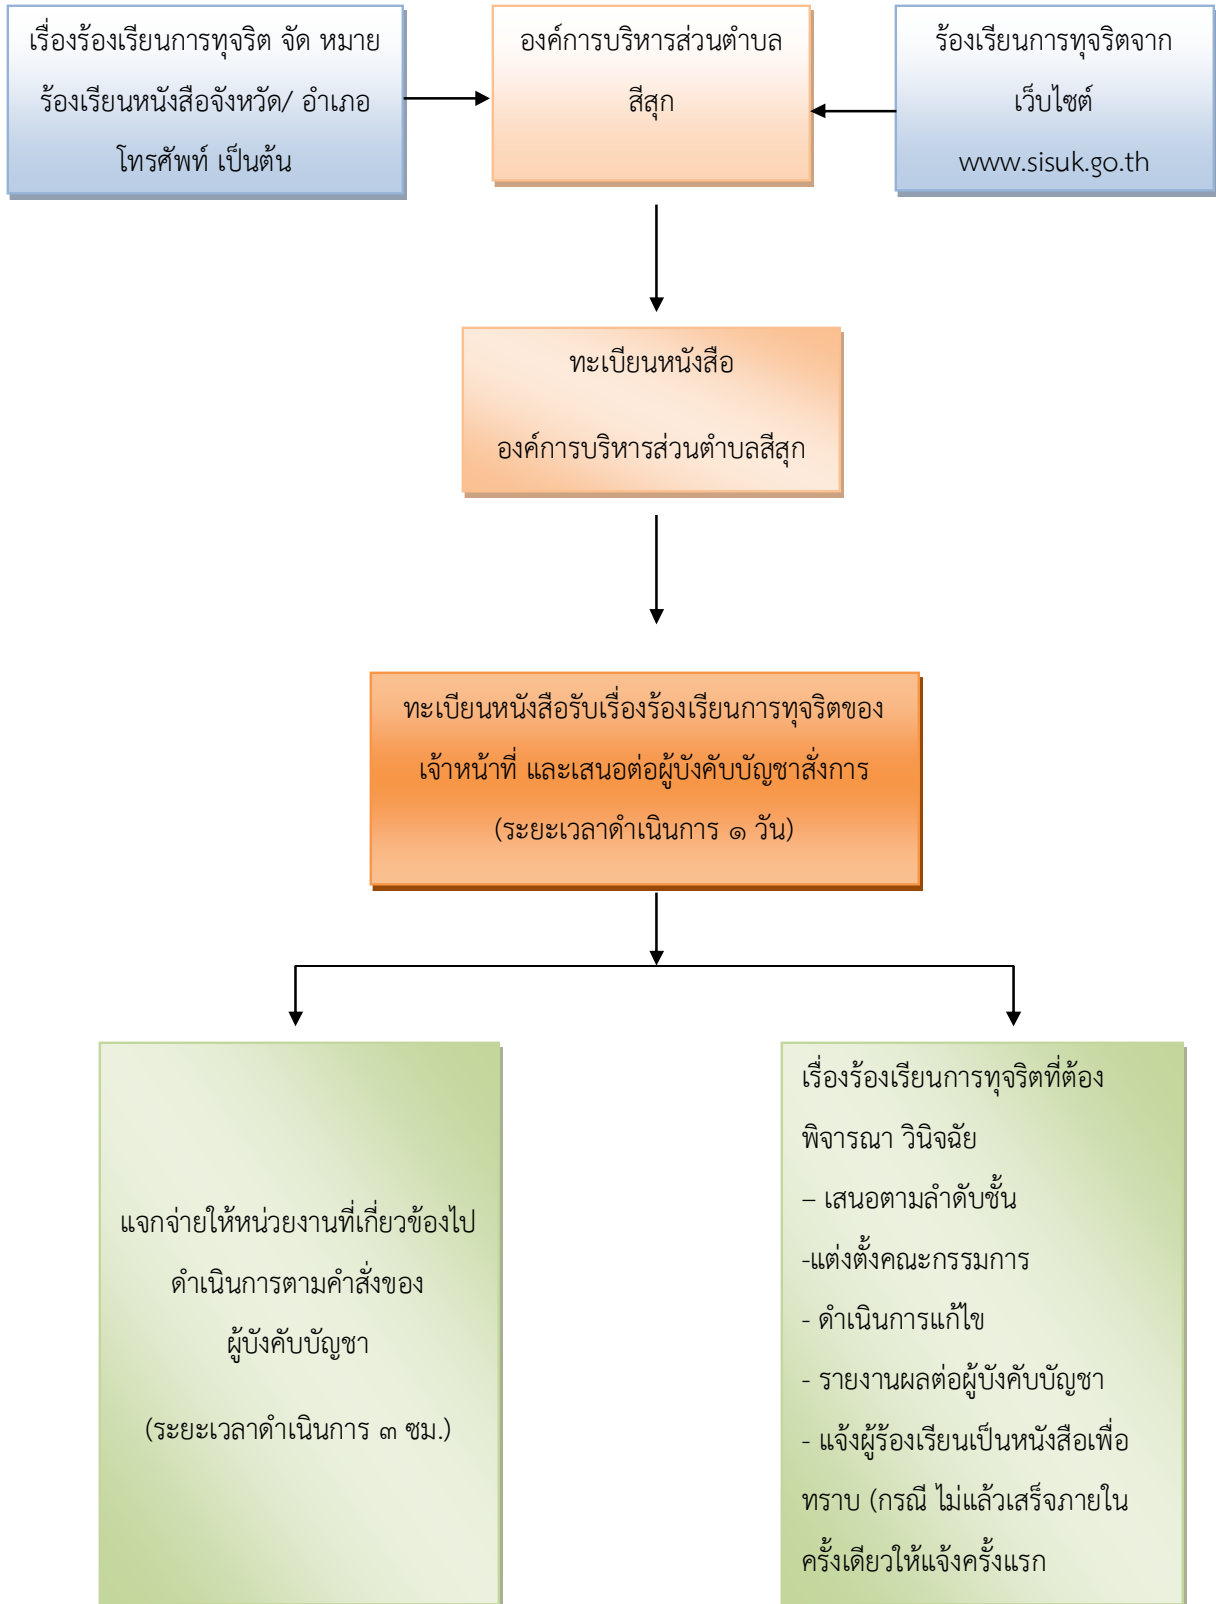 เรื่องร้องเรียนการทุจริต จัด หมาย
ร้องเรียนหนังสือจังหวัด/ อำเภอ
โทรศัพท์ เป็นต้น
องค์การบริหารส่วนตำบล
สีสุก
ร้องเรียนการทุจริตจาก
เว็บไซต์
www.sisuk.go.th
ทะเบียนหนังสือ
องค์การบริหารส่วนตำบลสีสุก
ทะเบียนหนังสือรับเรื่องร้องเรียนการทุจริตของ
เจ้าหน้าที่ และเสนอต่อผู้บังคับบัญชาสั่งการ
(ระยะเวลาดำเนินการ ๑ วัน)
แจกจ่ายให้หน่วยงานที่เกี่ยวข้องไป
ดำเนินการตามคำสั่งของ
ผู้บังคับบัญชา
(ระยะเวลาดำเนินการ ๓ ซม.)
เรื่องร้องเรียนการทุจริตที่ต้อง
พิจารณา วินิจฉัย
– เสนอตามลำดับชั้น
-แต่งตั้งคณะกรรมการ
- ดำเนินการแก้ไข
- รายงานผลต่อผู้บังคับบัญชา
- แจ้งผู้ร้องเรียนเป็นหนังสือเพื่อ
ทราบ (กรณี ไม่แล้วเสร็จภายใน
ครั้งเดียวให้แจ้งครั้งแรก